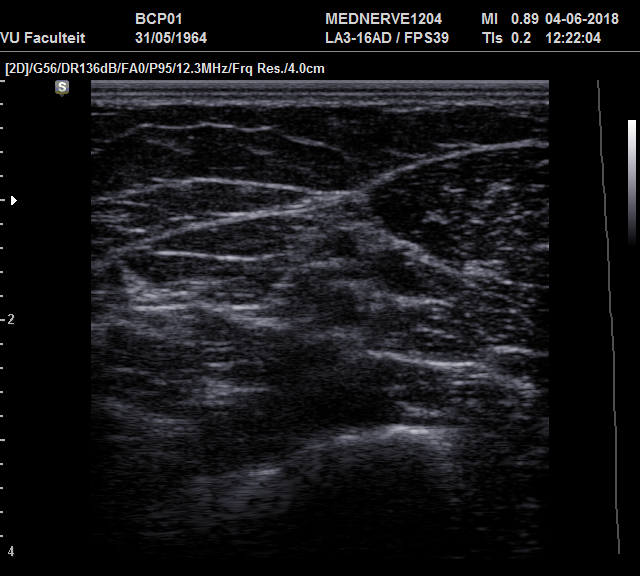 BCP01 MEDNERVE1204 MI 0.89 04-06-2018
VU Faculteit 31/05/1964 LA3-16AD / FPS39 TIs 0.2 12:22:04
[2D]/G56/DR136dB/FA0/P95/12.3MHz/Frq Res./4.0cm
S
2
4